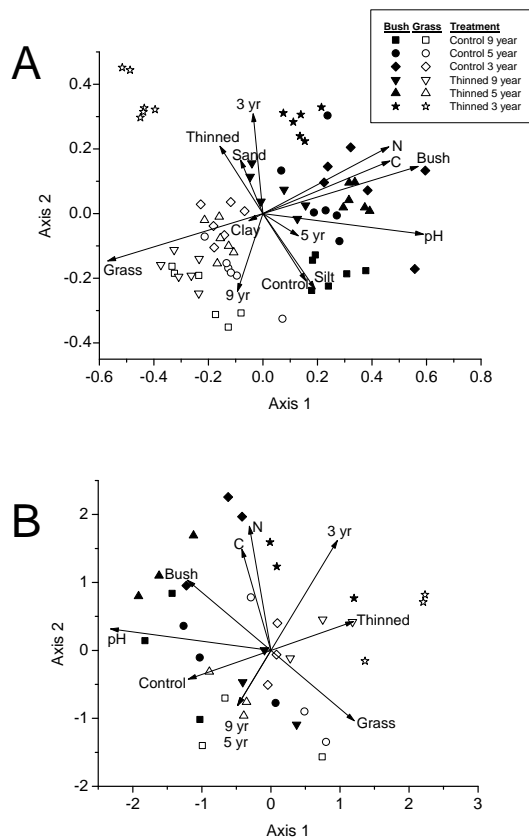 Bush Grass Treatment
Control 9 year
Control 5 year
Control 3 year
Thinned 9 year
Thinned 5 year
Thinned 3 year
A
0.4
0.2
0.0
-0.2
-0.4
Axis 2
3 yr
Thinned
Sand
N
C
Bush
Clay
5 yr
pH
Grass
9 yr
Control
Silt
-0.6 -0.4 -0.2 0.0 0.2 0.4 0.6 0.8
Axis 1
B
2
1
0
-1
-2
Axis 2
N
3 yr
C
Bush
pH
Thinned
Control
Grass
9 yr
5 yr
-2 -1 0 1 2 3
Axis 1